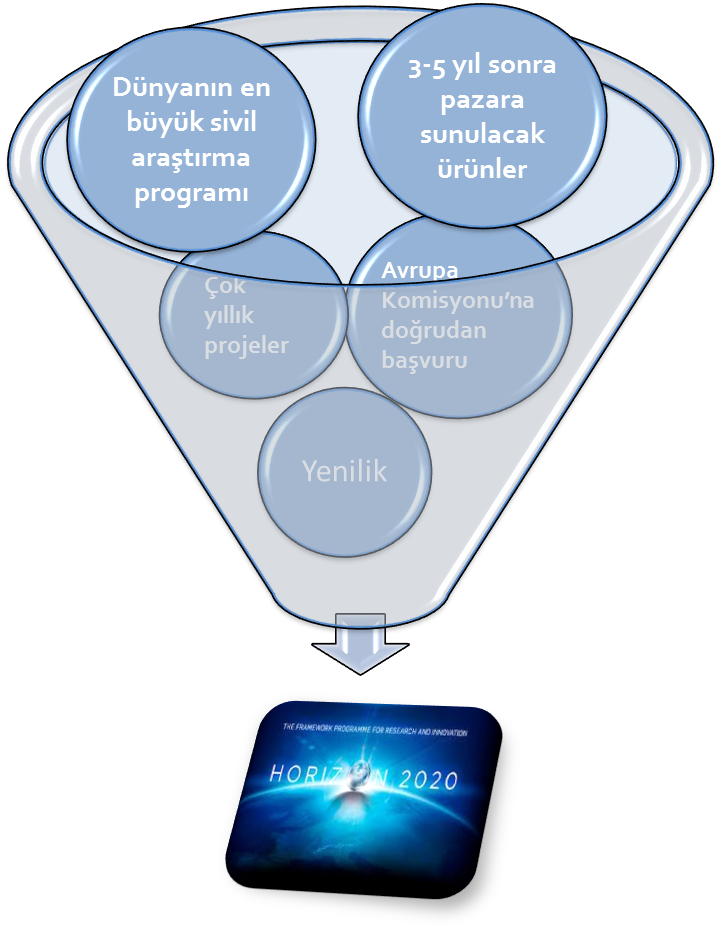 Dünyanın en
büyük sivil
araştırma
programı
3-5 yıl sonra
pazara
sunulacak
ürünler
Çok
yıllık
projeler
Avrupa
Komisyonu’na
doğrudan
başvuru
Yenilik
THE FRAMEWORK PROGRAMME FOR RESEARCH AND INNOVATION
HORIZON 2020